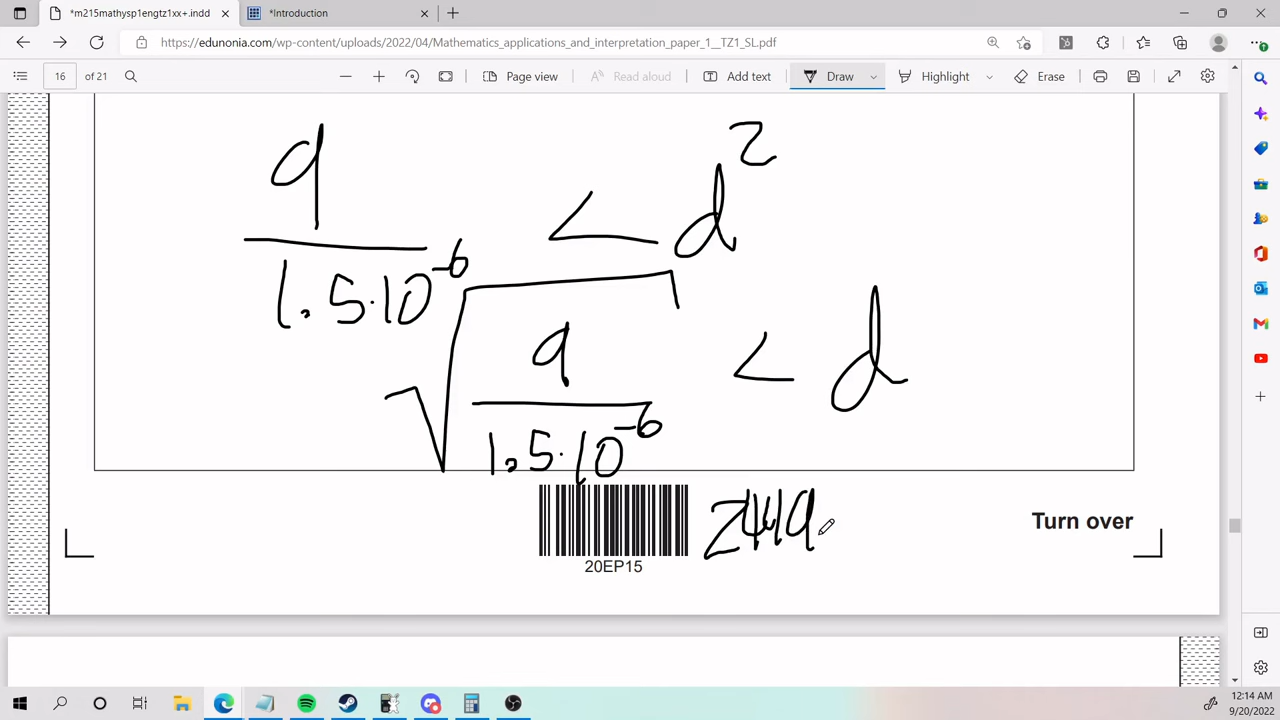 *m215mathysp1engtz1xx+.indd
*Introduction
https://edunonia.com/wp-content/uploads/2022/04/Mathematics_applications_and_interpretation_paper_1__TZ1_SL.pdf
16 of 21
Page view
Read aloud
Add text
Draw
Highlight
Erase
9 / 1.5·10^-6 < d^2
√(9 / 1.5·10^-6) < d
2449
20EP15
Turn over
12:14 AM
9/20/2022